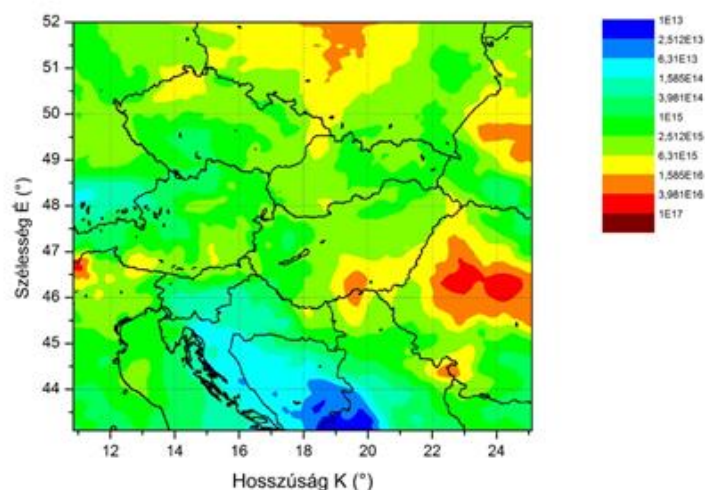 52
51
50
49
48
47
46
45
44
12
14
16
18
20
22
24
Szélesség É (°)
Hosszúság K (°)
1E13
2,512E13
6,31E13
1,585E14
3,981E14
1E15
2,512E15
6,31E15
1,585E16
3,981E16
1E17